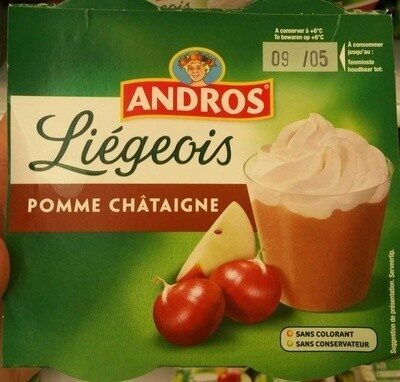 A conserver à +6°C
Te bewaren op +6°C
09 /05
A consommer
jusqu'au :
Tenminste
houdbaar tot:
ANDROS
Liégeois
POMME CHÂTAIGNE
SANS COLORANT
SANS CONSERVATEUR
Suggestion de présentation. Serveertip.